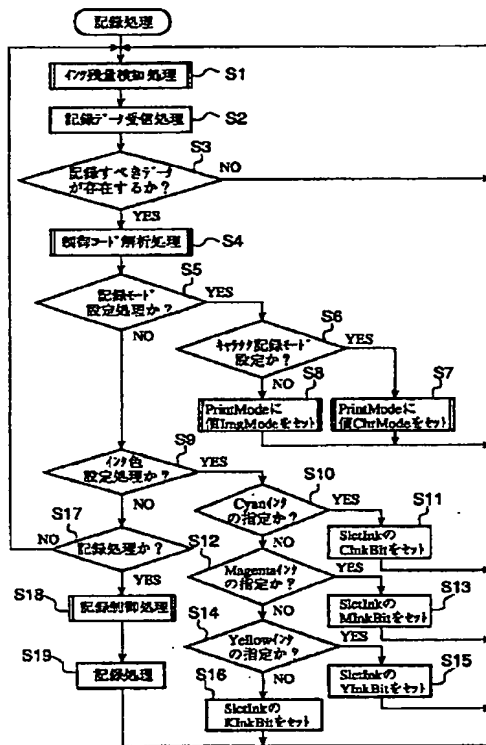 記録処理
インク残量検知処理
S1
記録データ受信処理
S2
S3
記録すべきデータ
が存在するか?
NO
YES
制御コード解析処理
S4
S5
記録モード
設定処理か?
YES
NO
S6
キャラクタ記録モード
設定か?
YES
NO
S8
PrintModeに
値ImgModeをセット
S7
PrintModeに
値ChrModeをセット
S9
インク色
設定処理か?
YES
NO
S10
Cyanインク
の指定か?
YES
NO
S11
SlctInkの
CInkBitをセット
S17
NO
記録処理か?
YES
S12
Magentaインク
の指定か?
YES
NO
S13
SlctInkの
MInkBitをセット
S18
記録制御処理
S14
Yellowインク
の指定か?
YES
NO
S15
SlctInkの
YInkBitをセット
S19
記録処理
S16
SlctInkの
KInkBitをセット